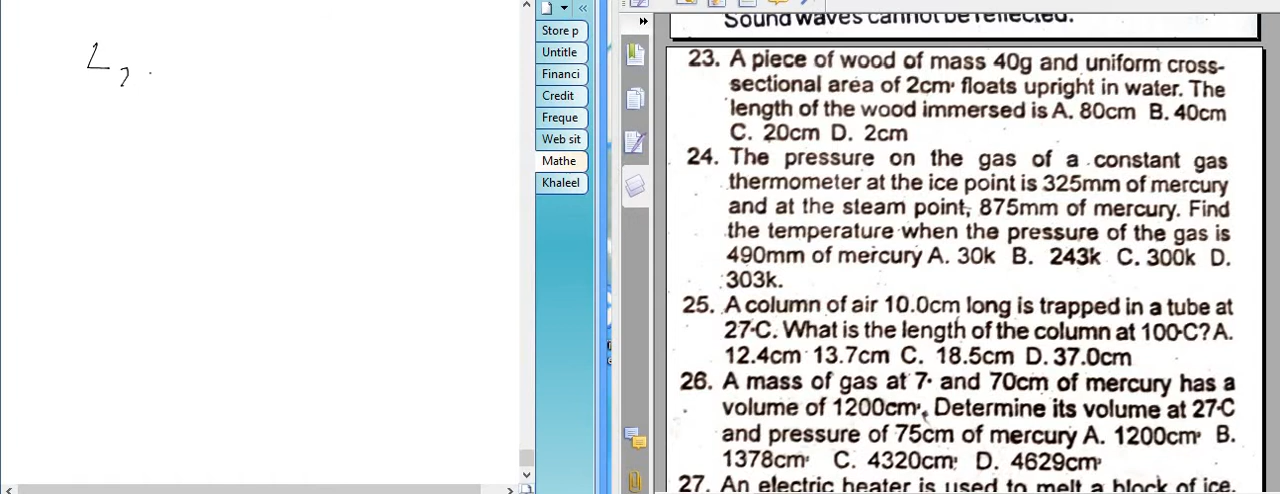 L2
Store p
Untitle
Financi
Credit
Freque
Web sit
Mathe
Khaleel
Sound waves cannot be reflected.
23. A piece of wood of mass 40g and uniform cross-
sectional area of 2cm² floats upright in water. The
length of the wood immersed is A. 80cm B. 40cm
C. 20cm D. 2cm
24. The pressure on the gas of a constant gas
thermometer at the ice point is 325mm of mercury
and at the steam point, 875mm of mercury. Find
the temperature when the pressure of the gas is
490mm of mercury A. 30k B. 243k C. 300k D.
303k.
25. A column of air 10.0cm long is trapped in a tube at
27°C. What is the length of the column at 100°C? A.
12.4cm 13.7cm C. 18.5cm D. 37.0cm
26. A mass of gas at 7° and 70cm of mercury has a
volume of 1200cm³. Determine its volume at 27°C
and pressure of 75cm of mercury A. 1200cm³ B.
1378cm³ C. 4320cm³ D. 4629cm³
27. An electric heater is used to melt a block of ice,